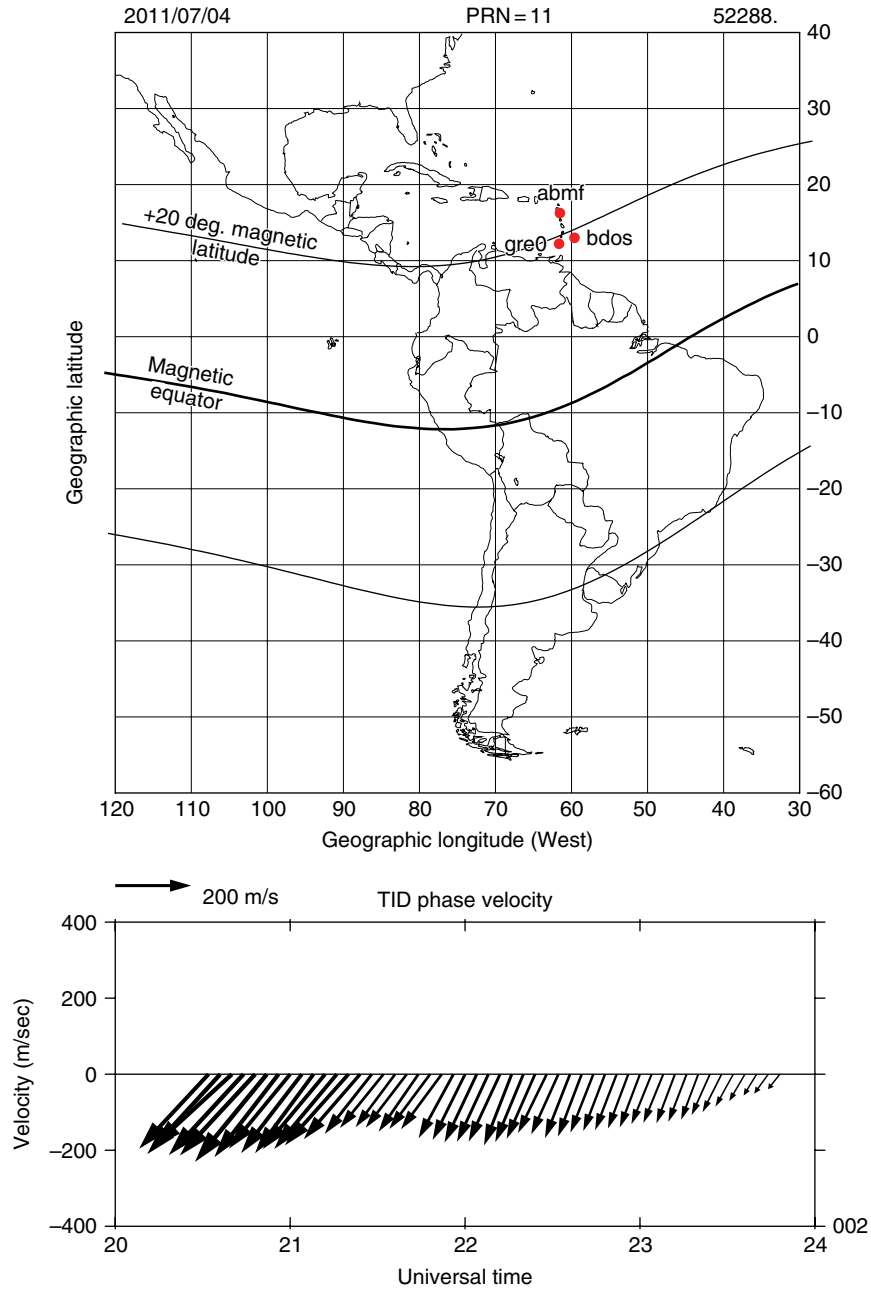 2011/07/04 PRN = 11 52288.
40
30
20
10
0
–10
–20
–30
–40
–50
–60
abmf
gre0 bdos
+20 deg. magnetic
latitude
Magnetic
equator
Geographic latitude
120 110 100 90 80 70 60 50 40 30
Geographic longitude (West)
200 m/s TID phase velocity
400
200
0
–200
–400
Velocity (m/sec)
002
20 21 22 23 24
Universal time